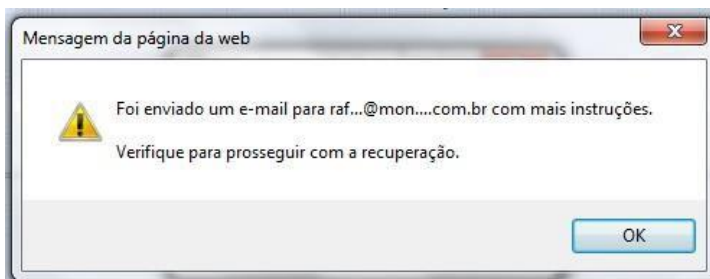 Mensagem da página da web
Foi enviado um e-mail para raf...@mon....com.br com mais instruções.
Verifique para prosseguir com a recuperação.
OK